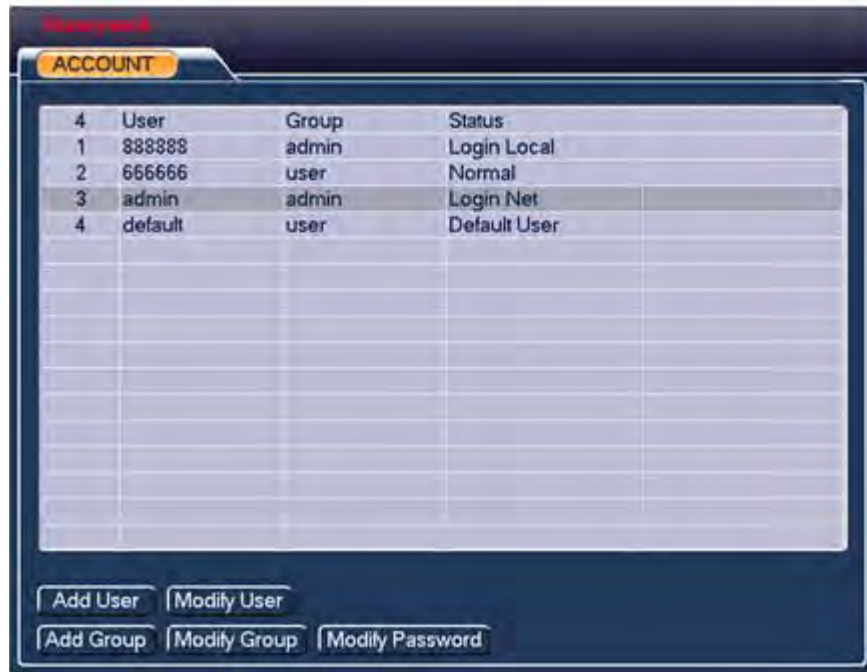 Honeywell
ACCOUNT
4 User Group Status
1 888888 admin Login Local
2 666666 user Normal
3 admin admin Login Net
4 default user Default User
Add User Modify User
Add Group Modify Group Modify Password